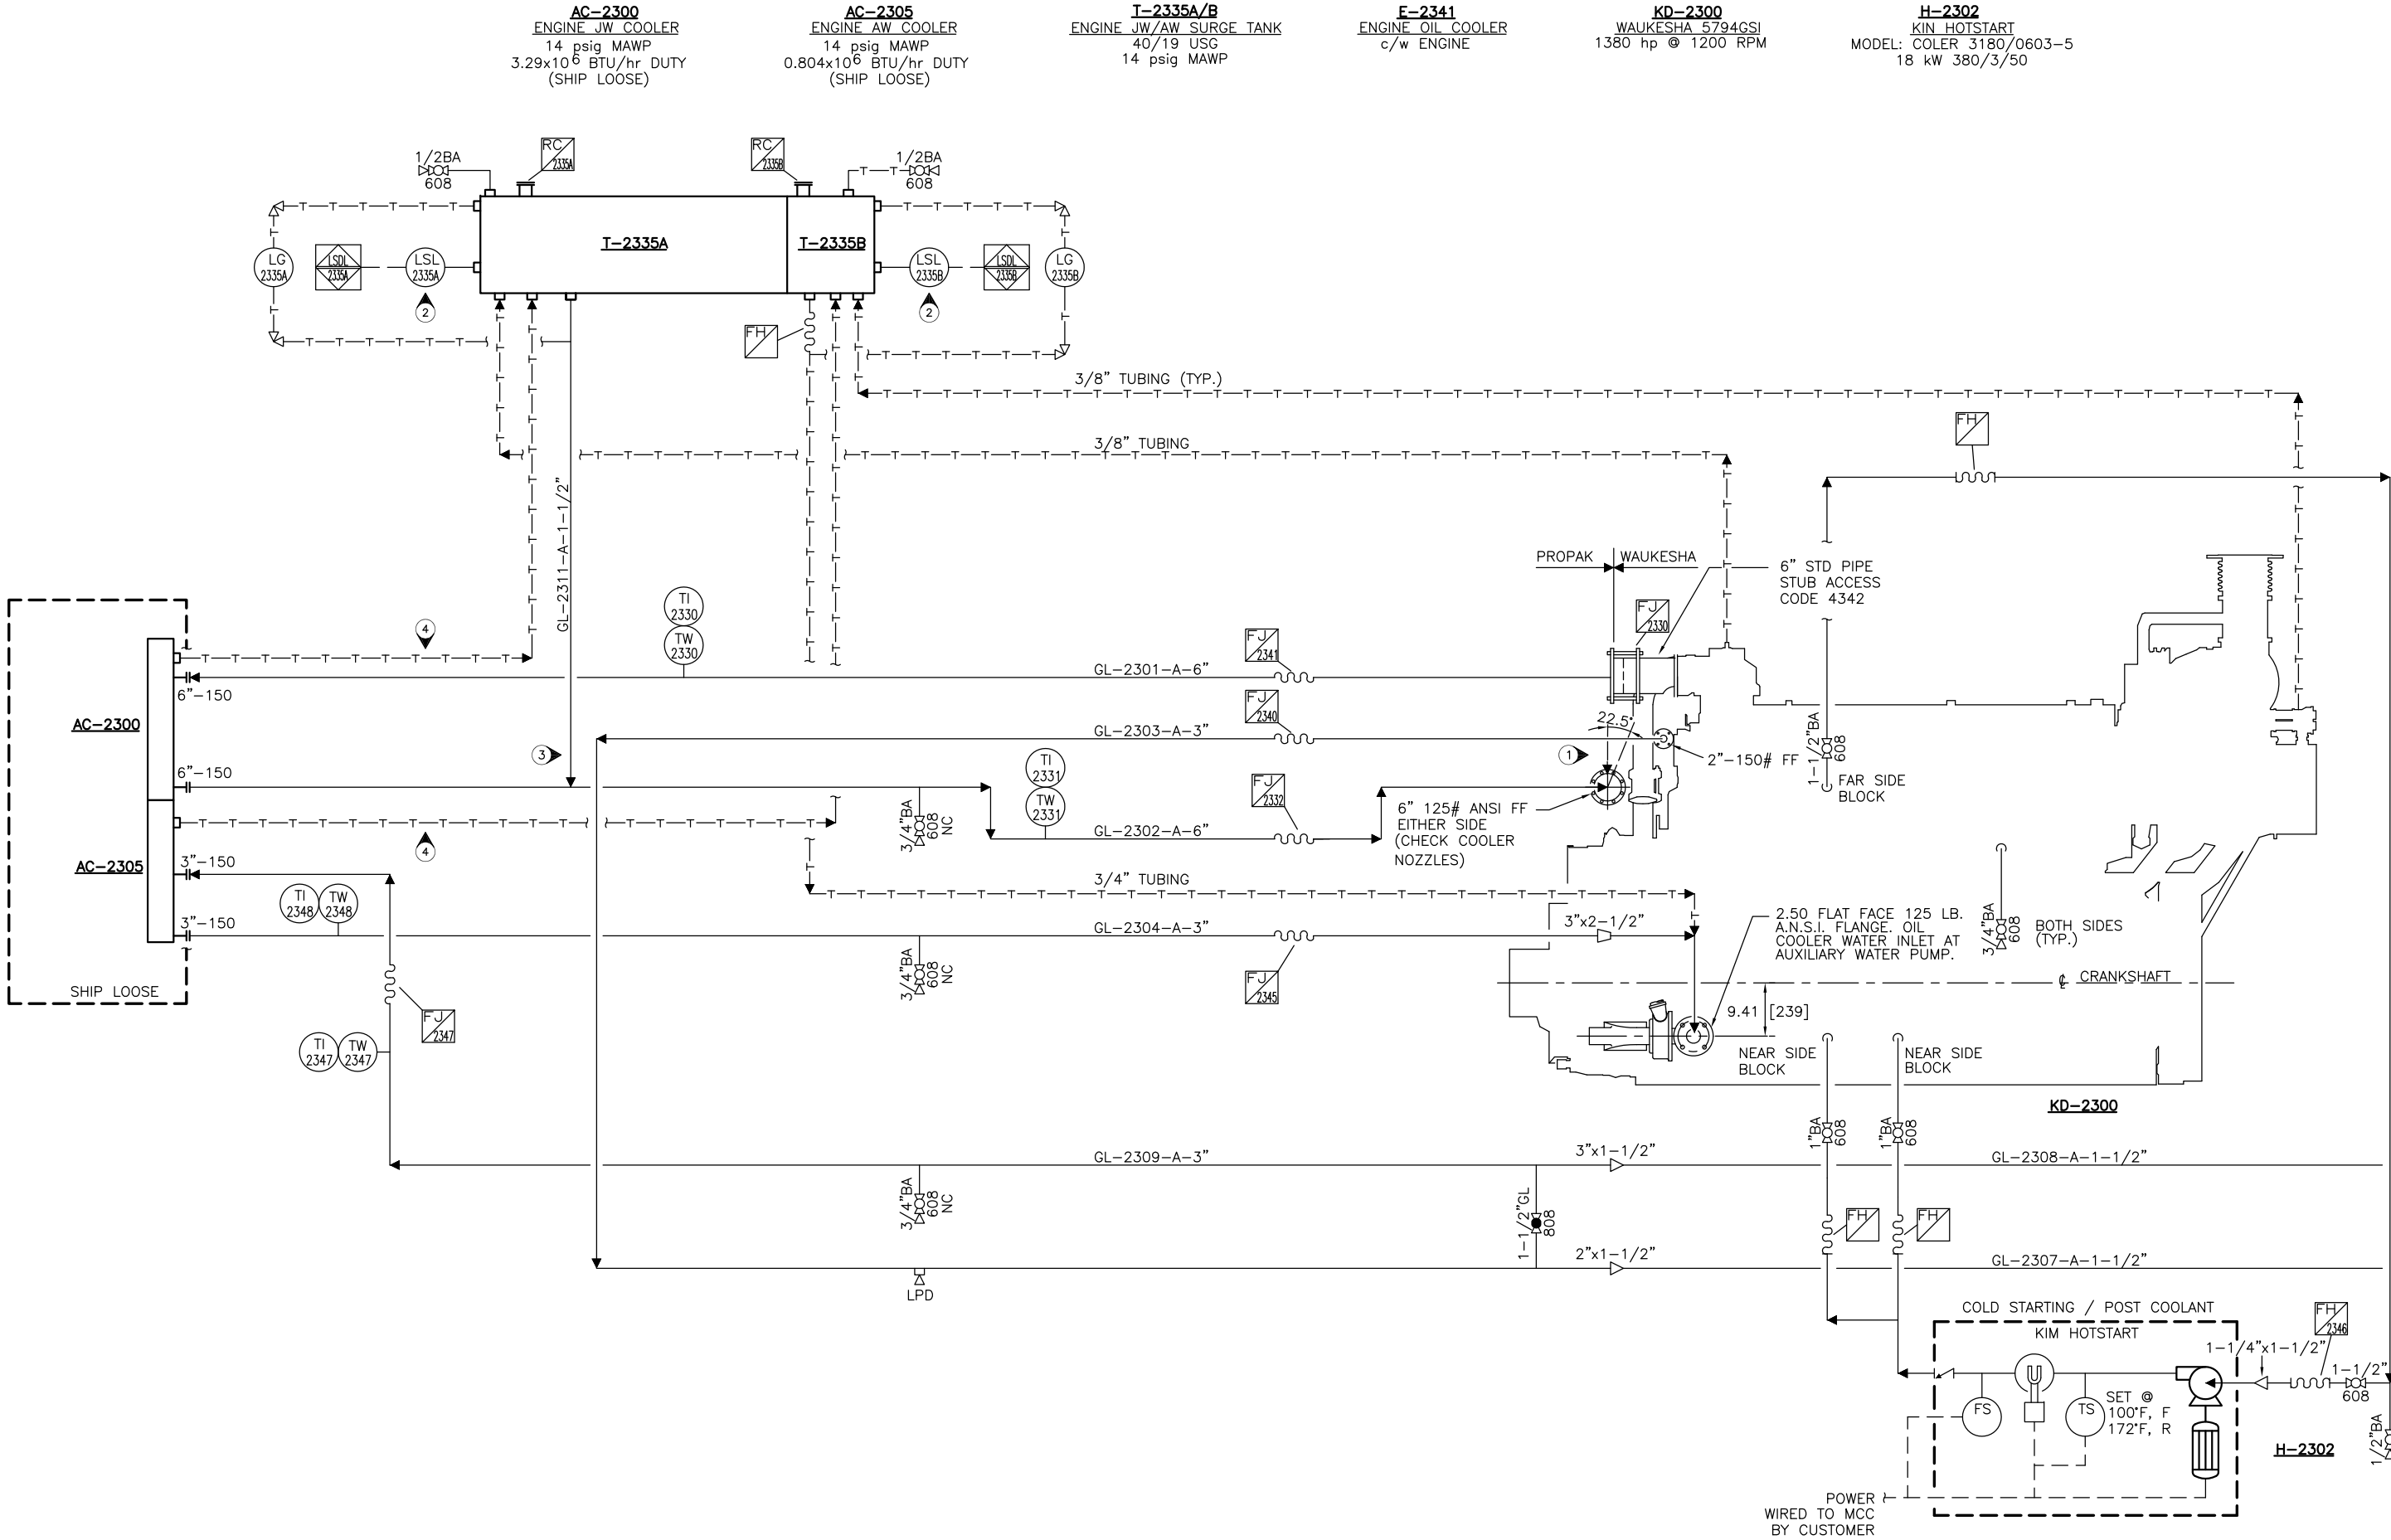 AC-2300
ENGINE JW COOLER
14 psig MAWP
3.29x10⁶ BTU/hr DUTY
(SHIP LOOSE)
AC-2305
ENGINE AW COOLER
14 psig MAWP
0.804x10⁶ BTU/hr DUTY
(SHIP LOOSE)
T-2335A/B
ENGINE JW/AW SURGE TANK
40/19 USG
14 psig MAWP
E-2341
ENGINE OIL COOLER
c/w ENGINE
KD-2300
WAUKESHA 5794GSI
1380 hp @ 1200 RPM
H-2302
KIN HOTSTART
MODEL: COLER 3180/0603-5
18 kW 380/3/50
1/2BA
608
RC
2335A
RC
2335B
1/2BA
608
T-2335A
T-2335B
LG
2335A
LSDL
2335A
LSL
2335A
2
LSL
2335B
2
LSDL
2335B
LG
2335B
FH
3/8" TUBING (TYP.)
3/8" TUBING
FH
GL-2311-A-1-1/2"
PROPAK
WAUKESHA
6" STD PIPE
STUB ACCESS
CODE 4342
TI
2330
TW
2330
FJ
2330
FJ
2341
4
GL-2301-A-6"
6"-150
AC-2300
FJ
2340
22.5°
GL-2303-A-3"
3
1
2"-150# FF
1-1/2"BA
608
FAR SIDE
BLOCK
6"-150
TI
2331
TW
2331
FJ
2332
6" 125# ANSI FF
EITHER SIDE
(CHECK COOLER
NOZZLES)
3/4"BA
608
NC
GL-2302-A-6"
4
AC-2305
3"-150
3/4" TUBING
TI
2348
TW
2348
3"-150
GL-2304-A-3"
3"x2-1/2"
2.50 FLAT FACE 125 LB.
A.N.S.I. FLANGE. OIL
COOLER WATER INLET AT
AUXILIARY WATER PUMP.
3/4"BA
608
BOTH SIDES
(TYP.)
3/4"BA
608
NC
FJ
2345
CRANKSHAFT
SHIP LOOSE
FJ
2347
9.41 [239]
TI
2347
TW
2347
NEAR SIDE
BLOCK
NEAR SIDE
BLOCK
KD-2300
1"BA
608
1"BA
608
GL-2309-A-3"
3"x1-1/2"
GL-2308-A-1-1/2"
3/4"BA
608
NC
1-1/2"GL
808
FH
FH
2"x1-1/2"
GL-2307-A-1-1/2"
LPD
COLD STARTING / POST COOLANT
KIM HOTSTART
FH
2346
1-1/4"x1-1/2"
1-1/2"
608
FS
TS
SET @
100°F, F
172°F, R
H-2302
1/2"BA
POWER
WIRED TO MCC
BY CUSTOMER